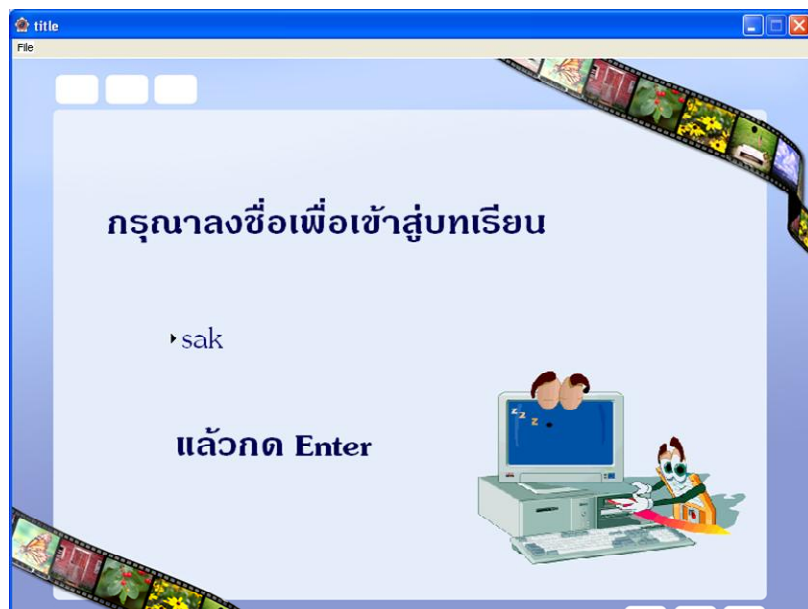 title
File
กรุณาลงชื่อเพื่อเข้าสู่บทเรียน
sak
z z z
แล้วกด Enter